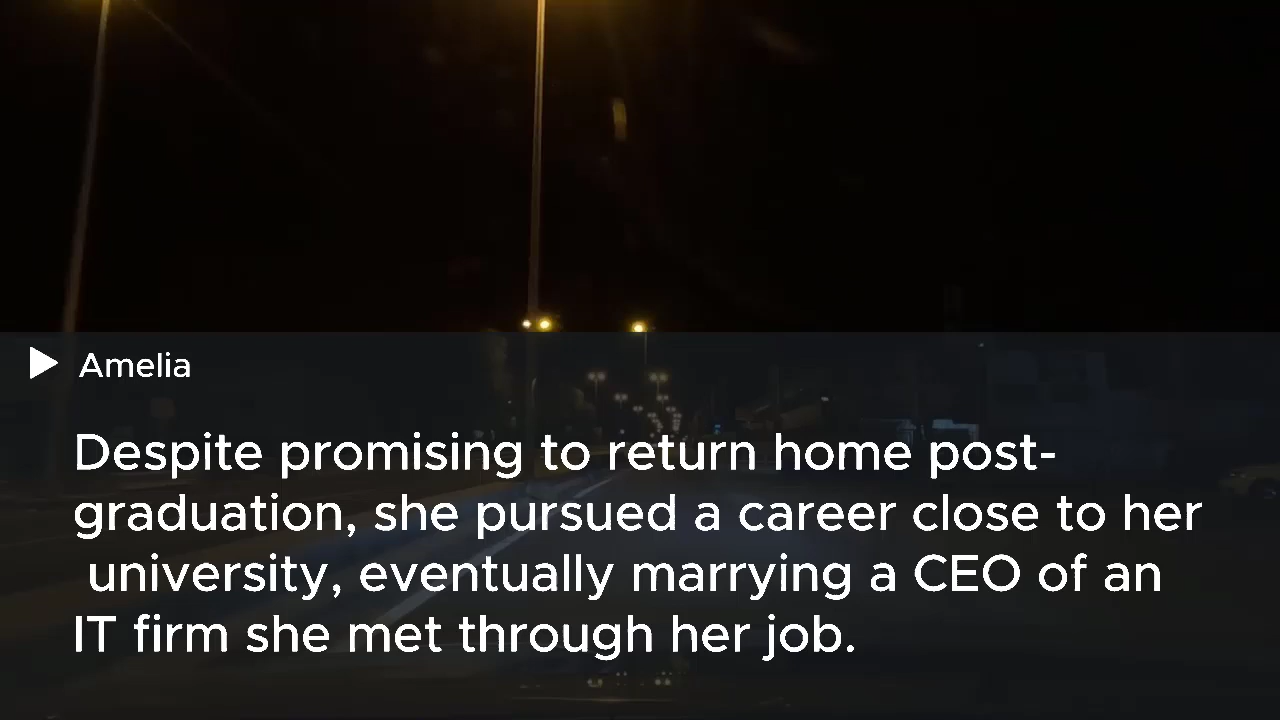 Amelia
Despite promising to return home post-
graduation, she pursued a career close to her
university, eventually marrying a CEO of an
IT firm she met through her job.